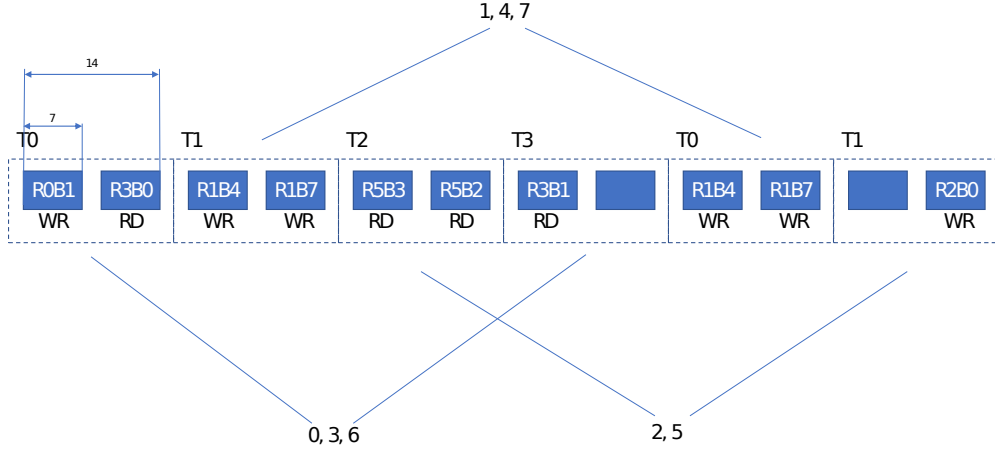 1, 4, 7
14
7
T0 T1 T2 T3 T0 T1
R0B1 R3B0 R1B4 R1B7 R5B3 R5B2 R3B1 R1B4 R1B7 R2B0
WR RD WR WR RD RD RD WR WR WR
0, 3, 6 2, 5